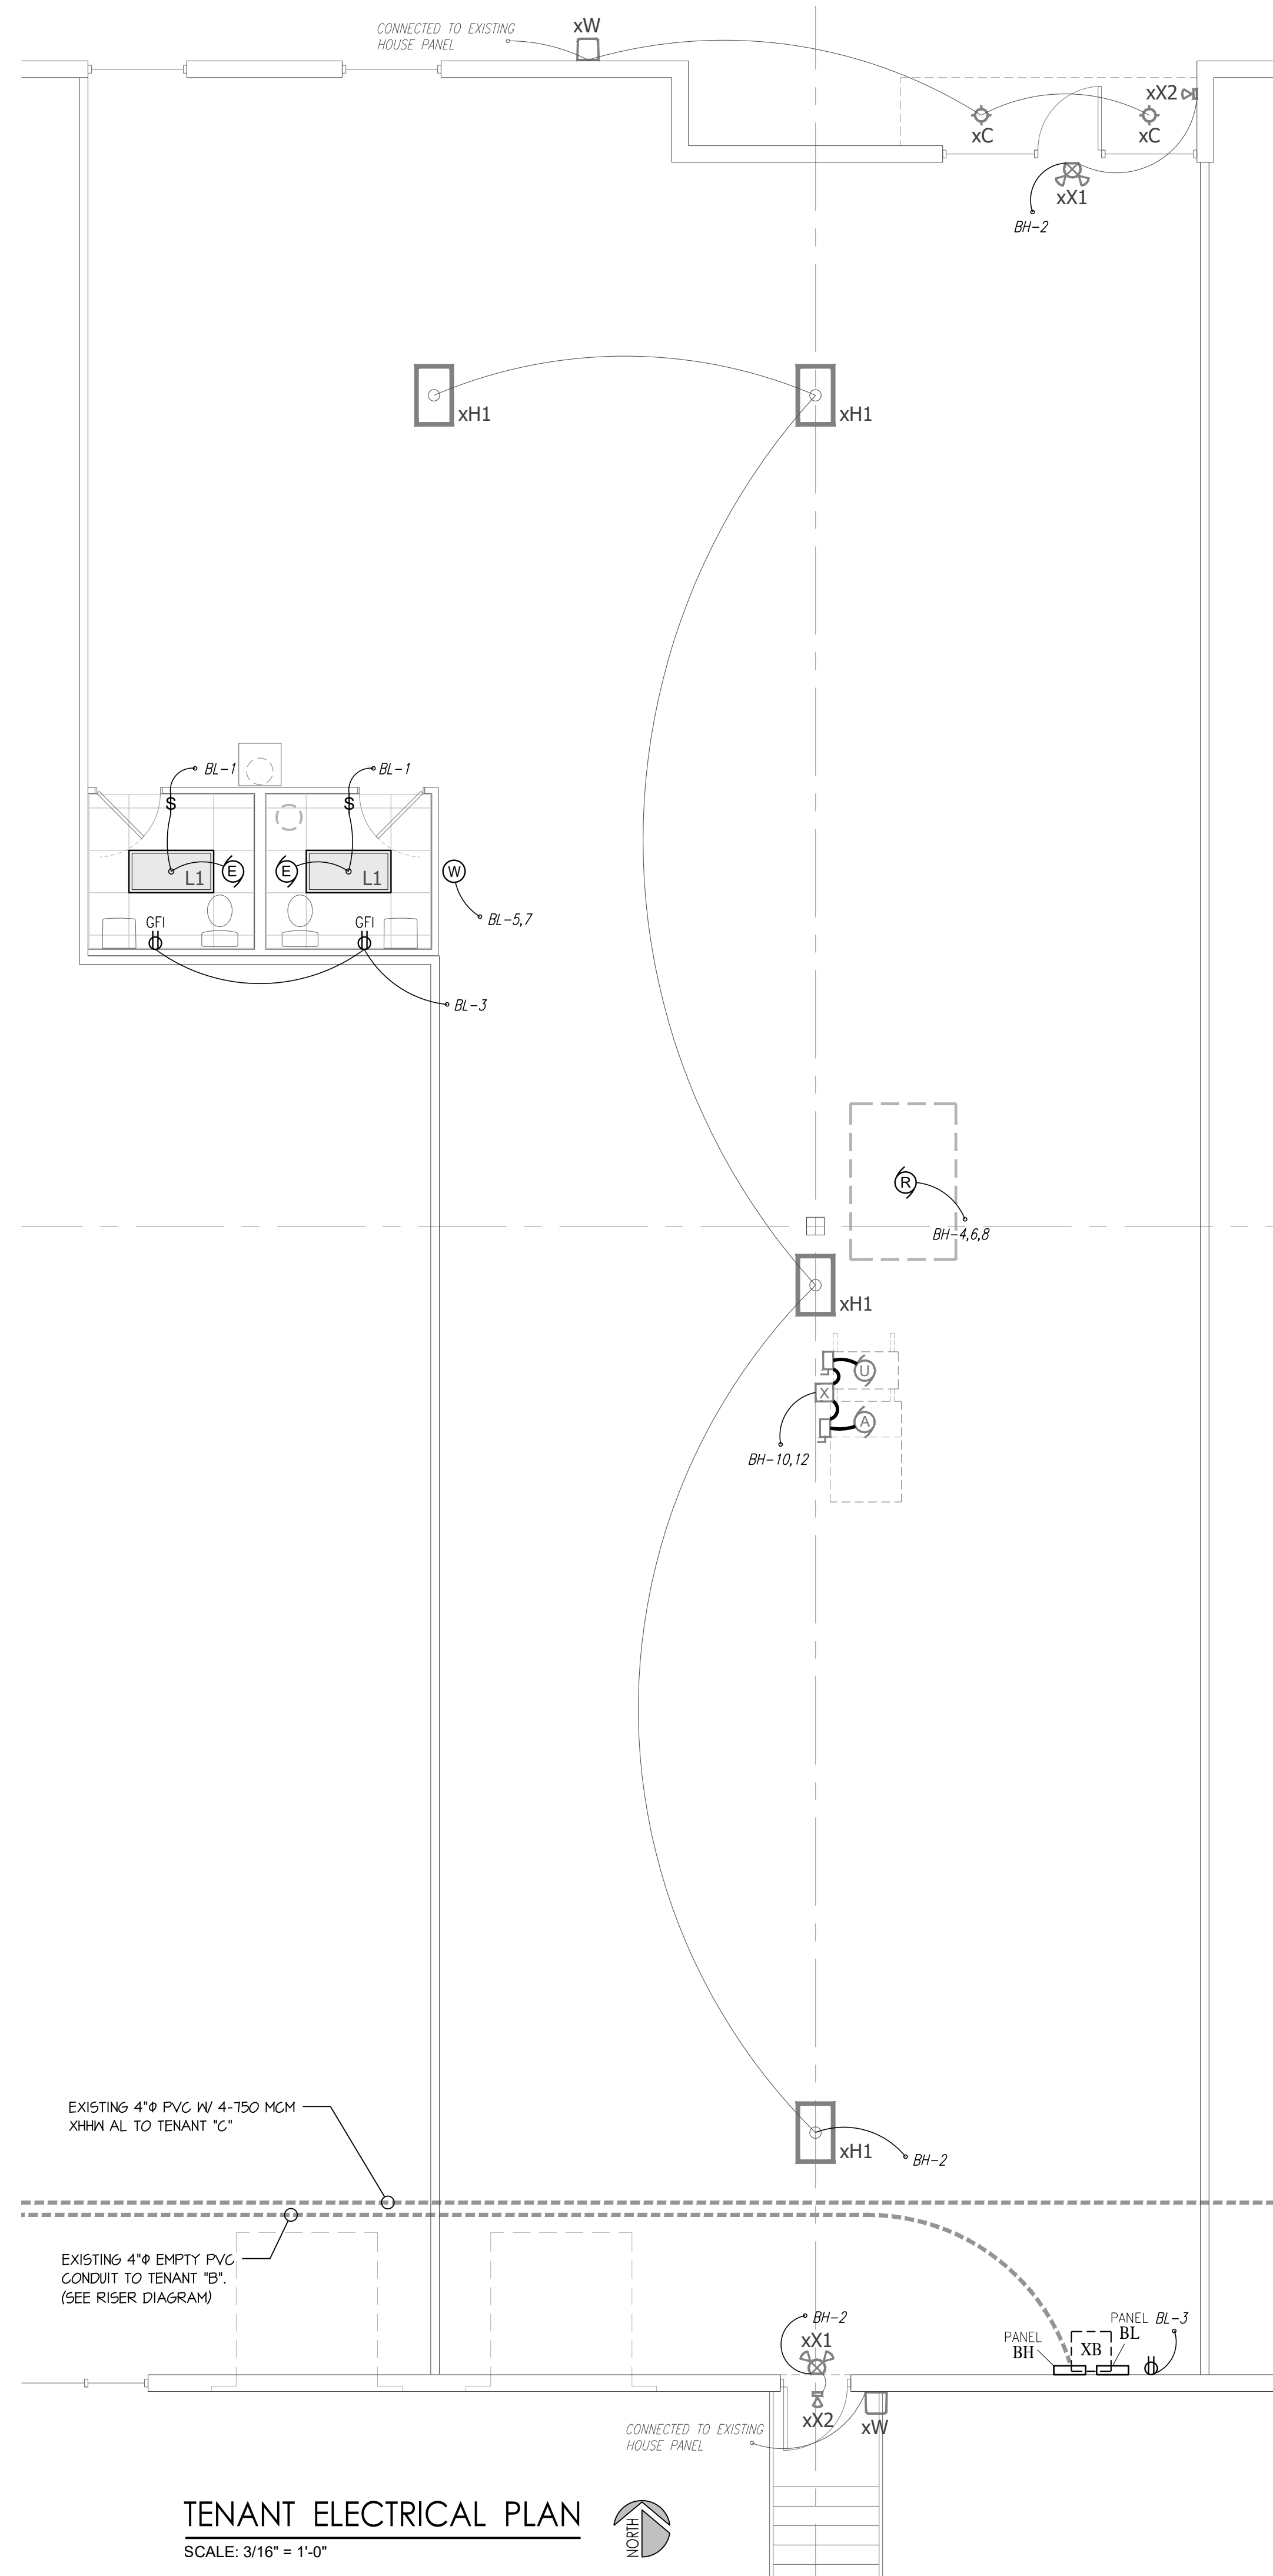 CONNECTED TO EXISTING
HOUSE PANEL
xW
xX2
xC
xC
xX1
BH-2
xH1
xH1
BL-1
BL-1
S
S
E
E
L1
L1
W
GFI
GFI
BL-5,7
BL-3
R
BH-4,6,8
xH1
U
X
A
BH-10,12
EXISTING 4"Φ PVC W/ 4-750 MCM
XHHW AL TO TENANT "C"
xH1
BH-2
EXISTING 4"Φ EMPTY PVC
CONDUIT TO TENANT "B".
(SEE RISER DIAGRAM)
BH-2
xX1
PANEL
BH
XB
PANEL
BL
BL-3
xX2
xW
CONNECTED TO EXISTING
HOUSE PANEL
TENANT ELECTRICAL PLAN
SCALE: 3/16" = 1'-0"
NORTH